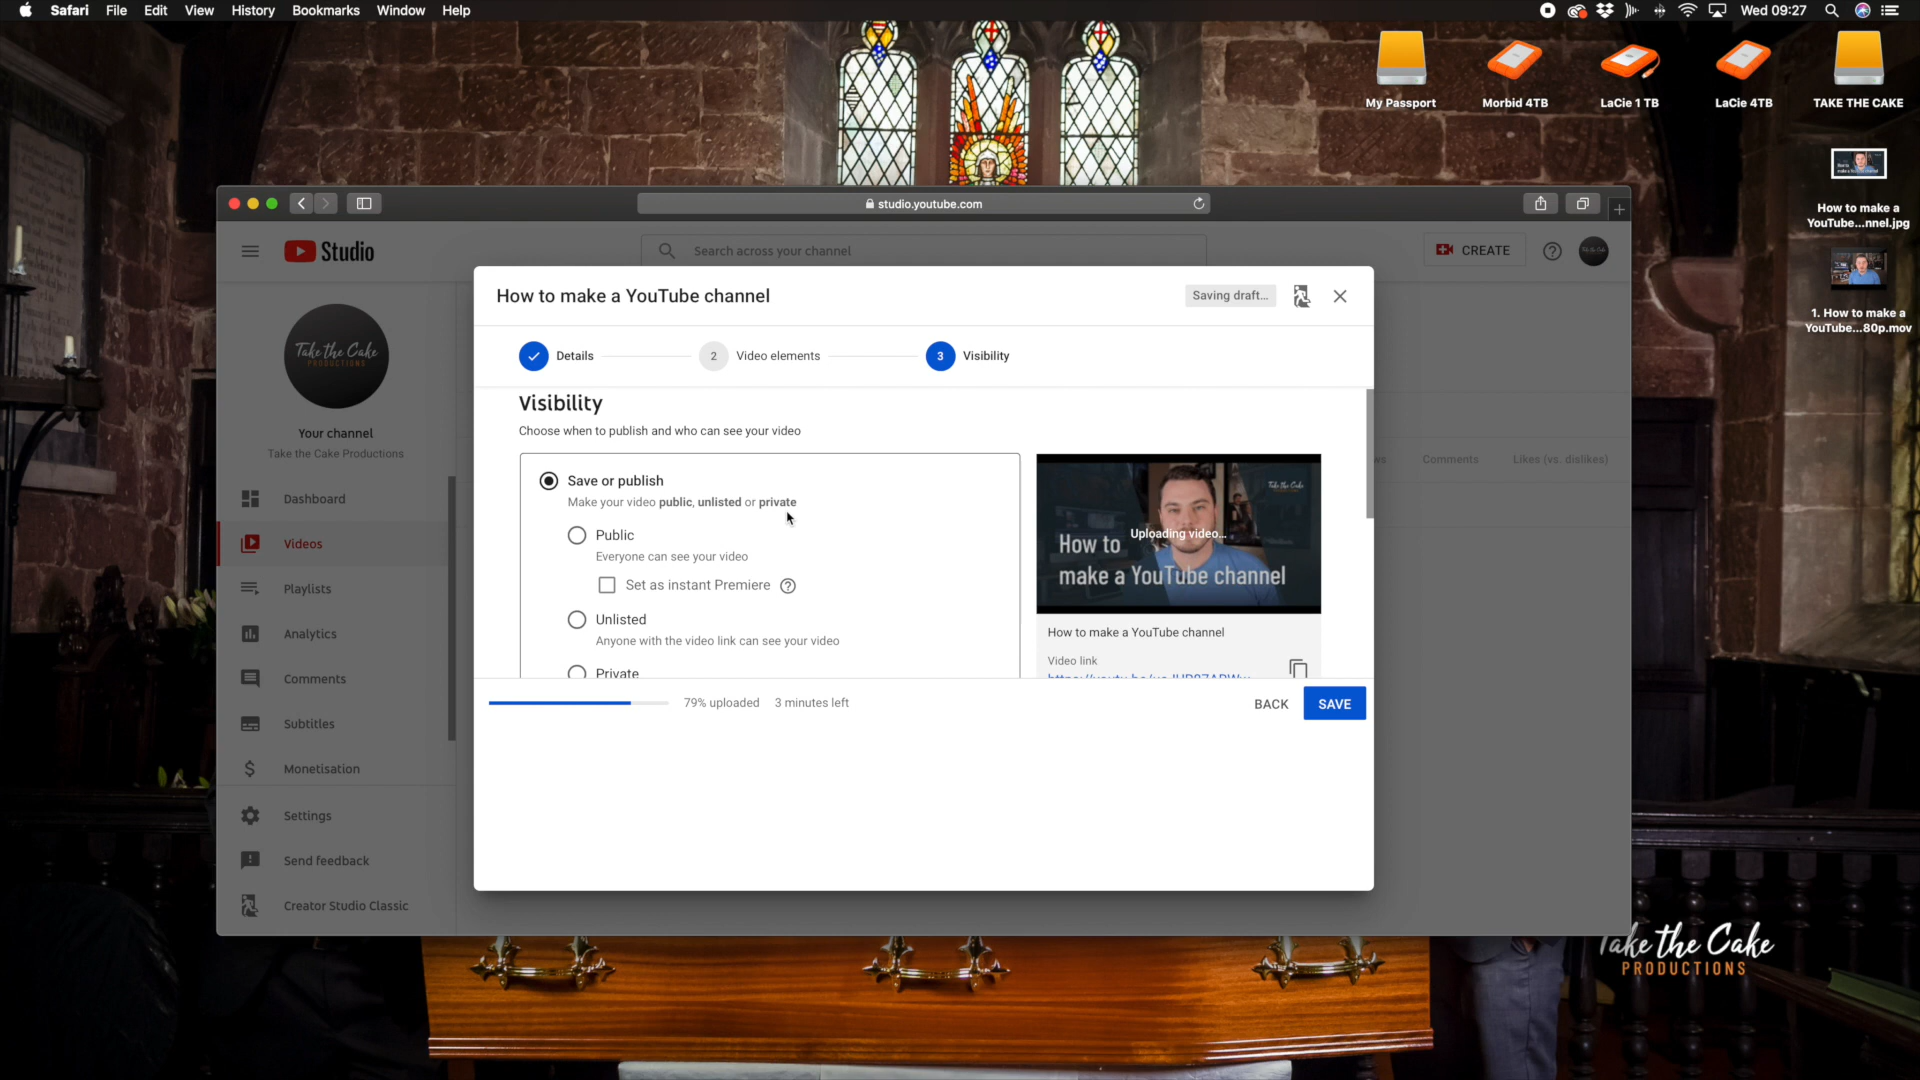 Safari File Edit View History Bookmarks Window Help
Wed 09:27
My Passport
Morbid 4TB
LaCie 1 TB
LaCie 4TB
TAKE THE CAKE
How to make a
YouTube...nnel.jpg
1. How to make a
YouTube...80p.mov
studio.youtube.com
Studio
Search across your channel
CREATE
Take the Cake
PRODUCTIONS
Your channel
Take the Cake Productions
Dashboard
Videos
Playlists
Analytics
Comments
Subtitles
Monetisation
Settings
Send feedback
Creator Studio Classic
Comments
Likes (vs. dislikes)
How to make a YouTube channel
Saving draft...
Details
2 Video elements
3 Visibility
Visibility
Choose when to publish and who can see your video
Save or publish
Make your video public, unlisted or private
Public
Everyone can see your video
Set as instant Premiere
Unlisted
Anyone with the video link can see your video
Private
Take the Cake
Uploading video...
How to
make a YouTube channel
How to make a YouTube channel
Video link
79% uploaded 3 minutes left
BACK
SAVE
Take the Cake
PRODUCTIONS